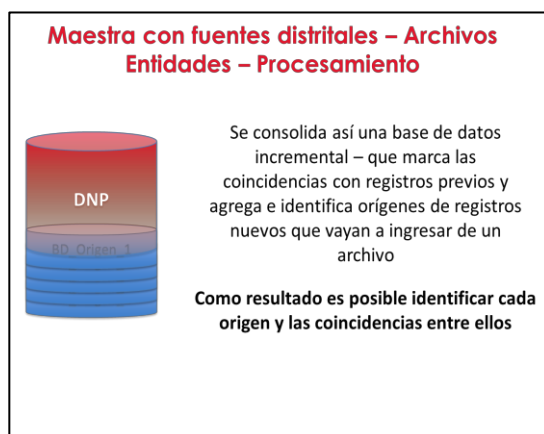 Maestra con fuentes distritales – Archivos
Entidades – Procesamiento
Se consolida así una base de datos
incremental – que marca las
coincidencias con registros previos y
agrega e identifica orígenes de registros
nuevos que vayan a ingresar de un
archivo
Como resultado es posible identificar cada
origen y las coincidencias entre ellos
DNP
BD_Origen_1